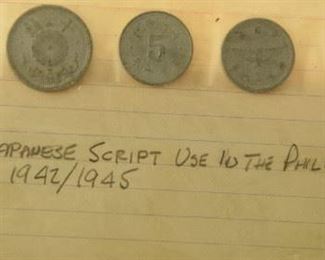 5
APANESE SCRIPT USE IN THE PHIL
1942/1945